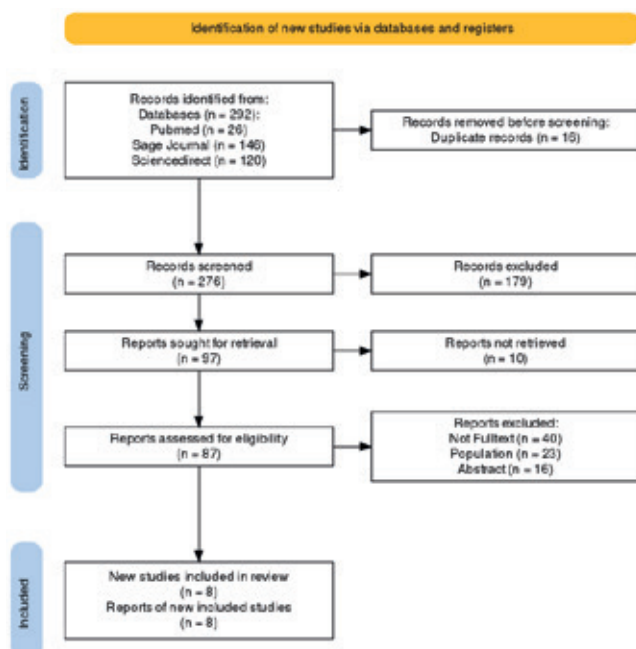 Identification of new studies via databases and registers
Identification
Records identified from:
Databases (n = 292):
Pubmed (n = 26)
Sage Journal (n = 146)
Sciencedirect (n = 120)
Records removed before screening:
Duplicate records (n = 16)
Screening
Records screened
(n = 276)
Records excluded
(n = 179)
Reports sought for retrieval
(n = 97)
Reports not retrieved
(n = 10)
Reports assessed for eligibility
(n = 87)
Reports excluded:
Not Fulltext (n = 40)
Population (n = 23)
Abstract (n = 16)
Included
New studies included in review
(n = 8)
Reports of new included studies
(n = 8)